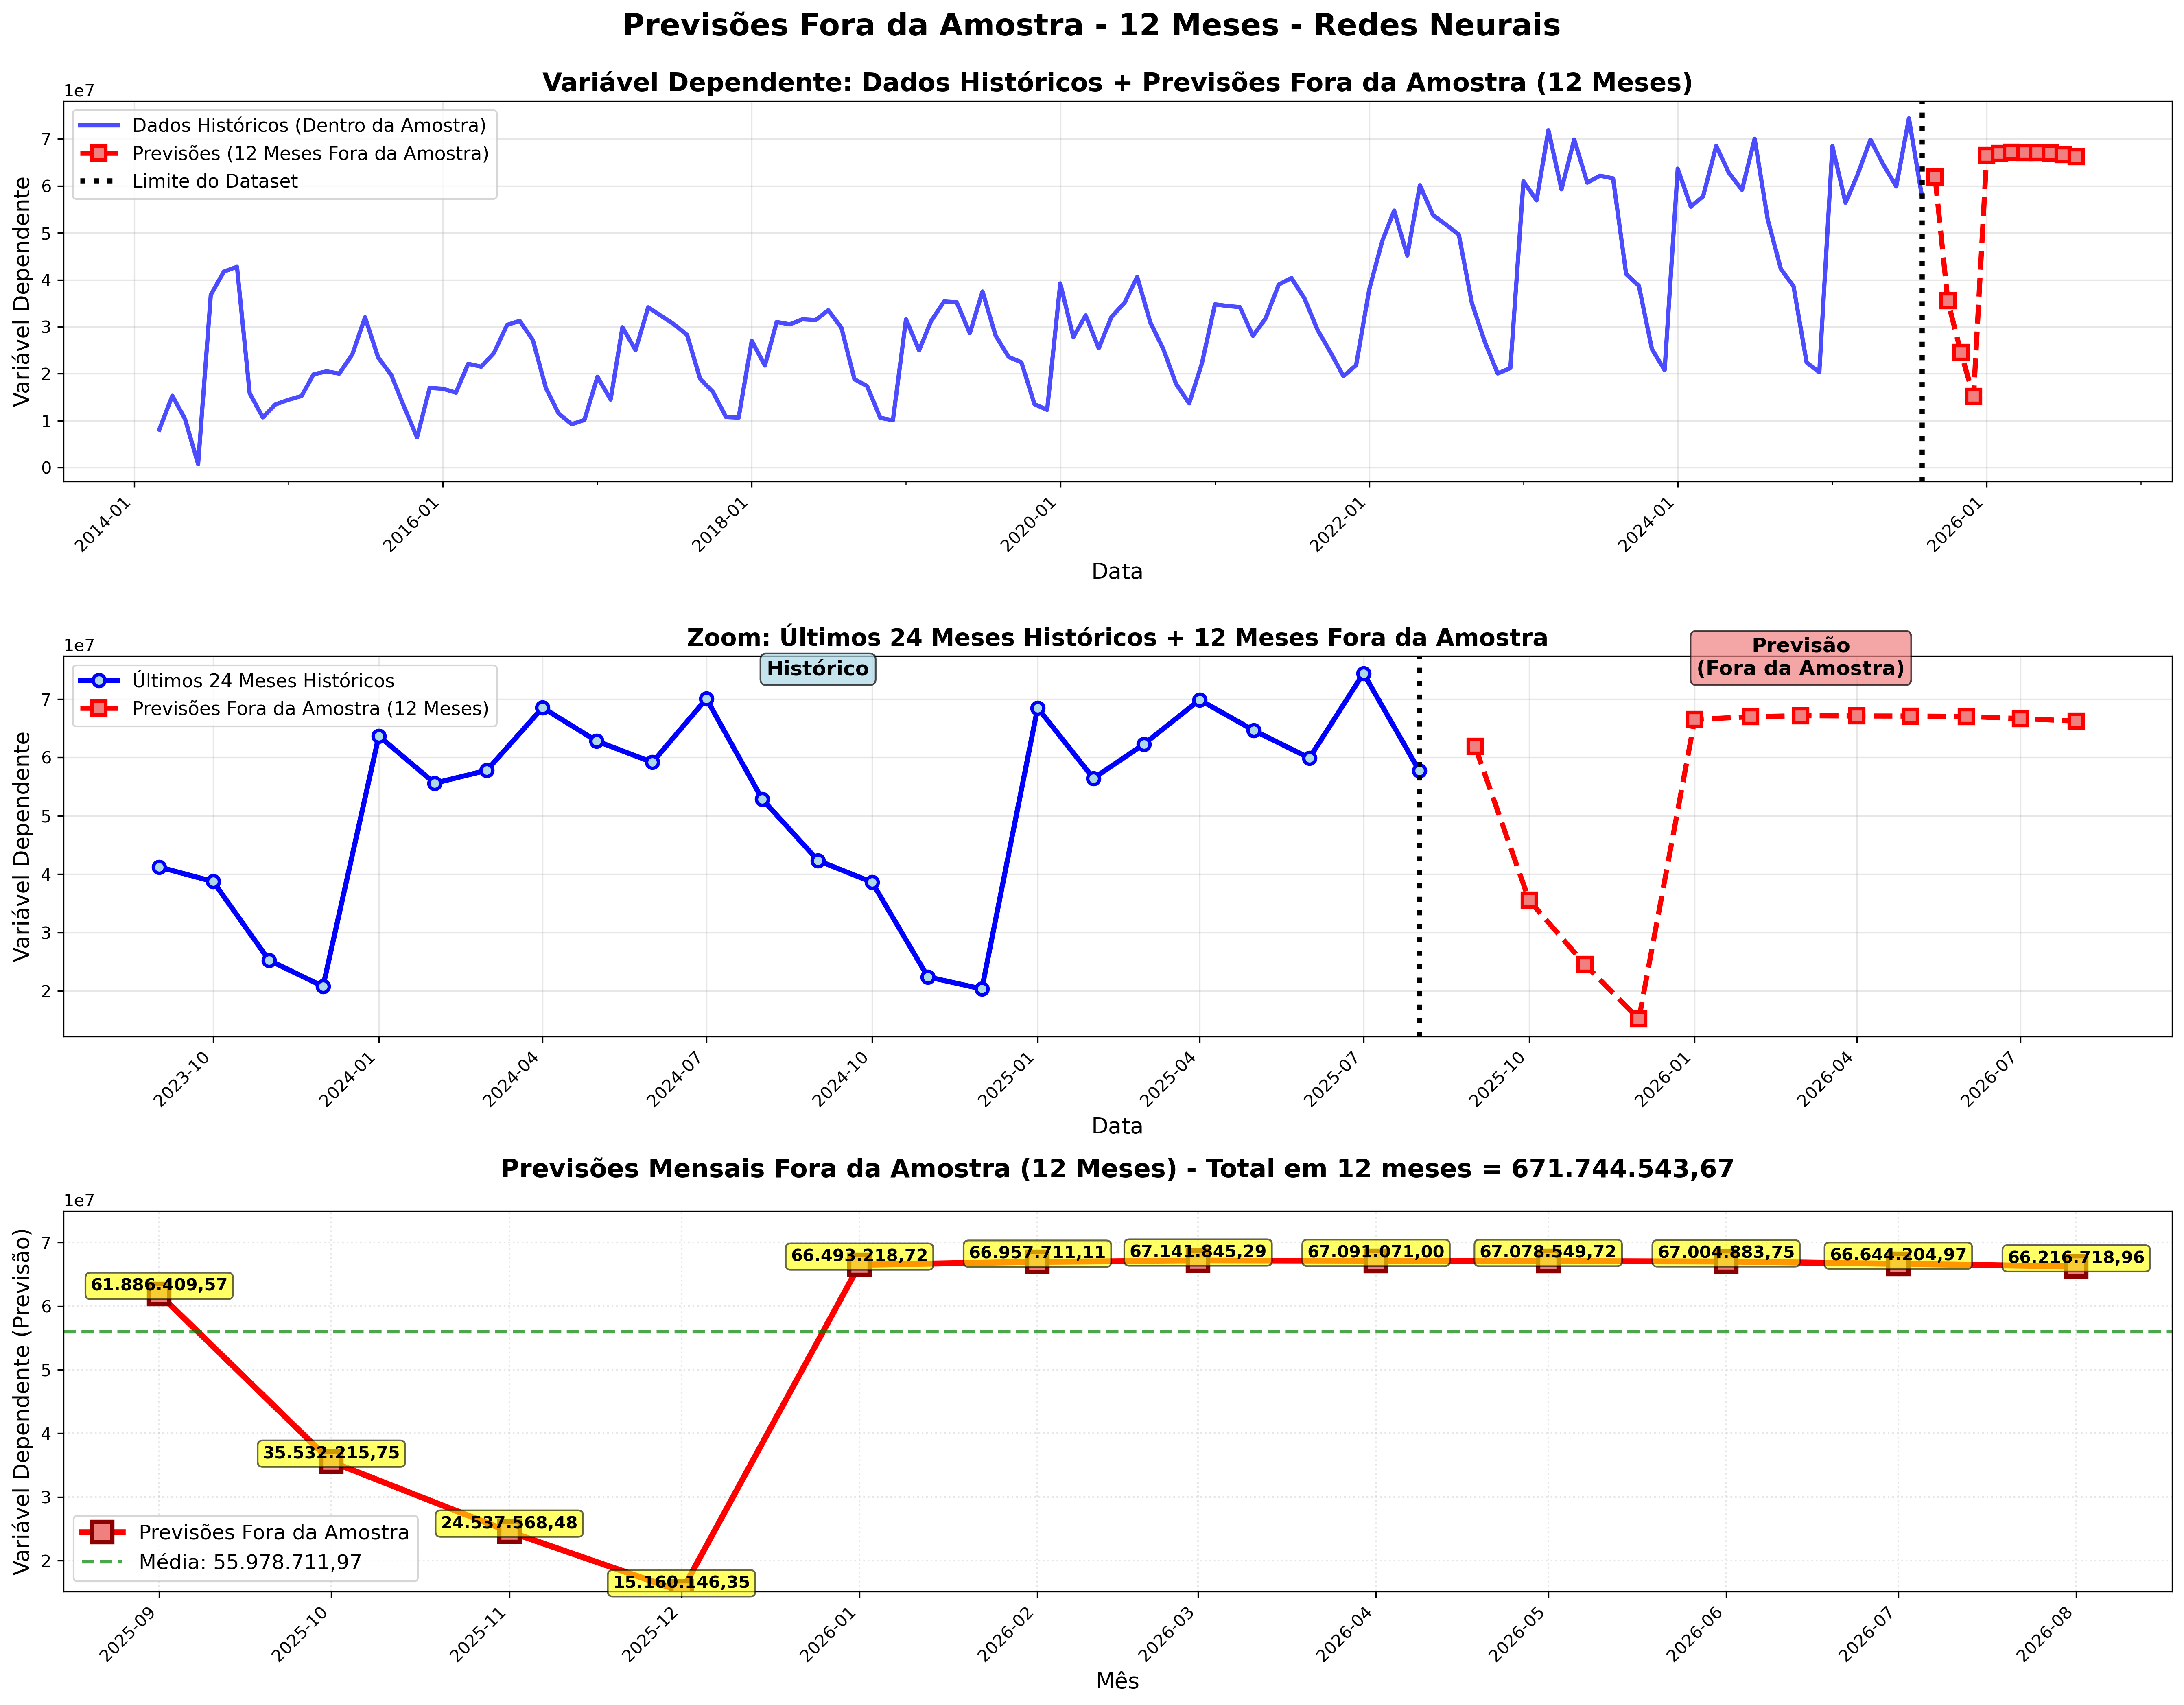 Previsões Fora da Amostra - 12 Meses - Redes Neurais
Variável Dependente: Dados Históricos + Previsões Fora da Amostra (12 Meses)
1e7
Dados Históricos (Dentro da Amostra)
Previsões (12 Meses Fora da Amostra)
Limite do Dataset
Variável Dependente
7
6
5
4
3
2
1
0
2014-01
2016-01
2018-01
2020-01
2022-01
2024-01
2026-01
Data
Zoom: Últimos 24 Meses Históricos + 12 Meses Fora da Amostra
1e7
Últimos 24 Meses Históricos
Previsões Fora da Amostra (12 Meses)
Histórico
Previsão
(Fora da Amostra)
Variável Dependente
7
6
5
4
3
2
2023-10
2024-01
2024-04
2024-07
2024-10
2025-01
2025-04
2025-07
2025-10
2026-01
2026-04
2026-07
Data
Previsões Mensais Fora da Amostra (12 Meses) - Total em 12 meses = 671.744.543,67
1e7
Variável Dependente (Previsão)
7
6
5
4
3
2
61.886.409,57
35.532.215,75
24.537.568,48
15.160.146,35
66.493.218,72
66.957.711,11
67.141.845,29
67.091.071,00
67.078.549,72
67.004.883,75
66.644.204,97
66.216.718,96
Previsões Fora da Amostra
Média: 55.978.711,97
2025-09
2025-10
2025-11
2025-12
2026-01
2026-02
2026-03
2026-04
2026-05
2026-06
2026-07
2026-08
Mês